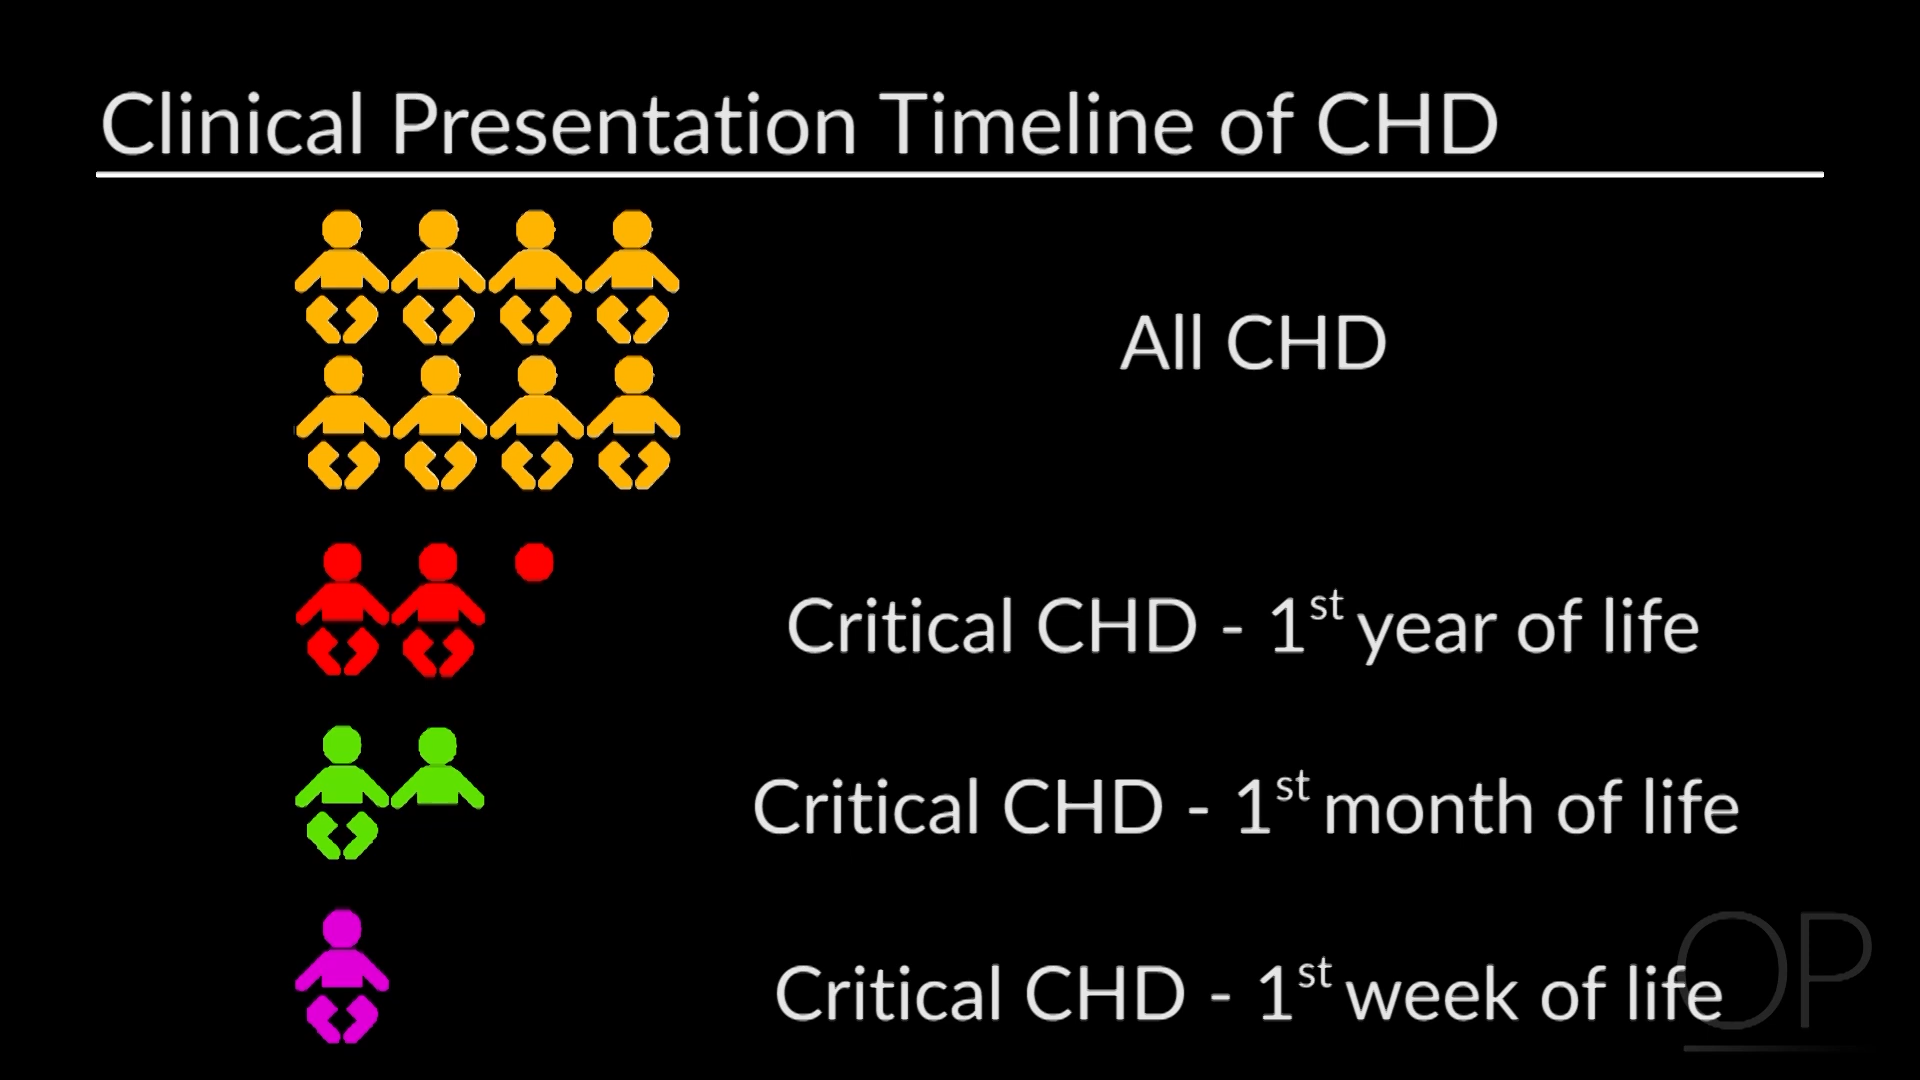 Clinical Presentation Timeline of CHD
All CHD
Critical CHD - 1st year of life
Critical CHD - 1st month of life
Critical CHD - 1st week of life
OP